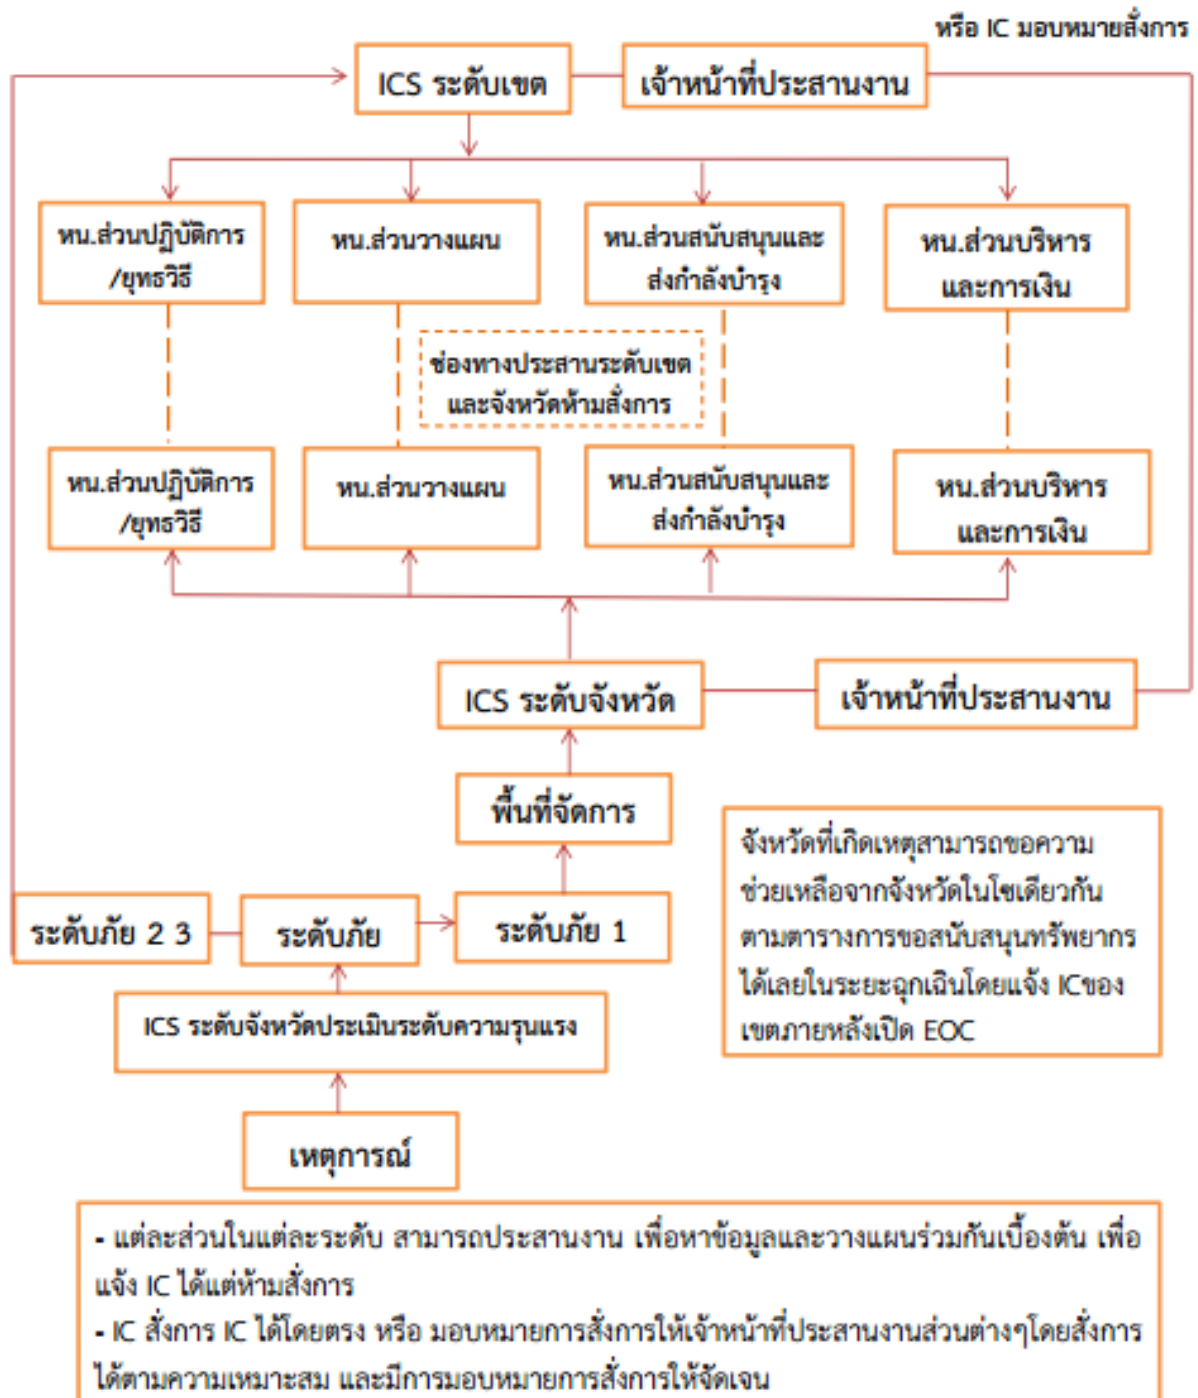 หรือ IC มอบหมายสั่งการ
ICS ระดับเขต
เจ้าหน้าที่ประสานงาน
หน.ส่วนปฏิบัติการ
/ยุทธวิธี
หน.ส่วนวางแผน
หน.ส่วนสนับสนุนและ
ส่งกำลังบำรุง
หน.ส่วนบริหาร
และการเงิน
ช่องทางประสานระดับเขต
และจังหวัดห้ามสั่งการ
หน.ส่วนปฏิบัติการ
/ยุทธวิธี
หน.ส่วนวางแผน
หน.ส่วนสนับสนุนและ
ส่งกำลังบำรุง
หน.ส่วนบริหาร
และการเงิน
ICS ระดับจังหวัด
เจ้าหน้าที่ประสานงาน
พื้นที่จัดการ
จังหวัดที่เกิดเหตุสามารถขอความ
ช่วยเหลือจากจังหวัดในโซเดียวกัน
ตามตารางการขอสนับสนุนทรัพยากร
ได้เลยในระยะฉุกเฉินโดยแจ้ง ICของ
เขตภายหลังเปิด EOC
ระดับภัย 2 3
ระดับภัย
ระดับภัย 1
ICS ระดับจังหวัดประเมินระดับความรุนแรง
เหตุการณ์
- แต่ละส่วนในแต่ละระดับ สามารถประสานงาน เพื่อหาข้อมูลและวางแผนร่วมกันเบื้องต้น เพื่อ
แจ้ง IC ได้แต่ห้ามสั่งการ
- IC สั่งการ IC ได้โดยตรง หรือ มอบหมายการสั่งการให้เจ้าหน้าที่ประสานงานส่วนต่างๆโดยสั่งการ
ได้ตามความเหมาะสม และมีการมอบหมายการสั่งการให้จัดเจน